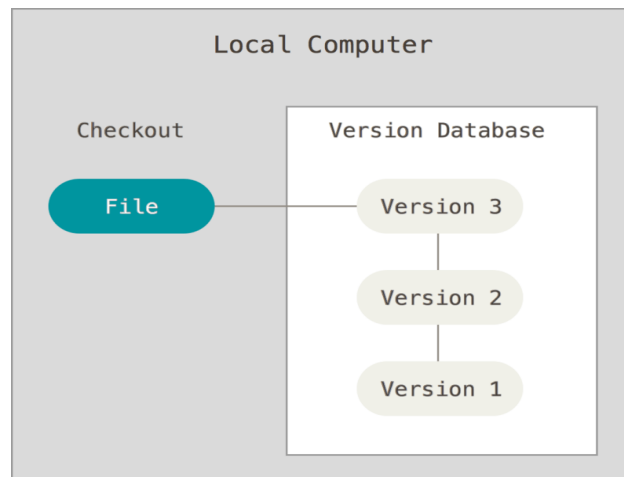 Local Computer
Checkout
Version Database
File
Version 3
Version 2
Version 1